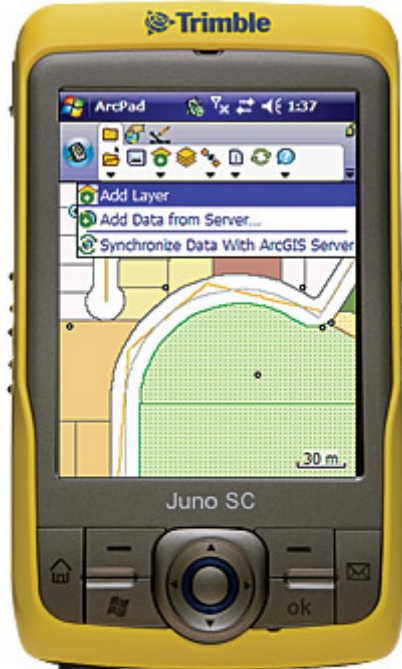 Trimble
ArcPad 1:37
Add Layer
Add Data from Server...
Synchronize Data With ArcGIS Server
30 m
Juno SC
ok